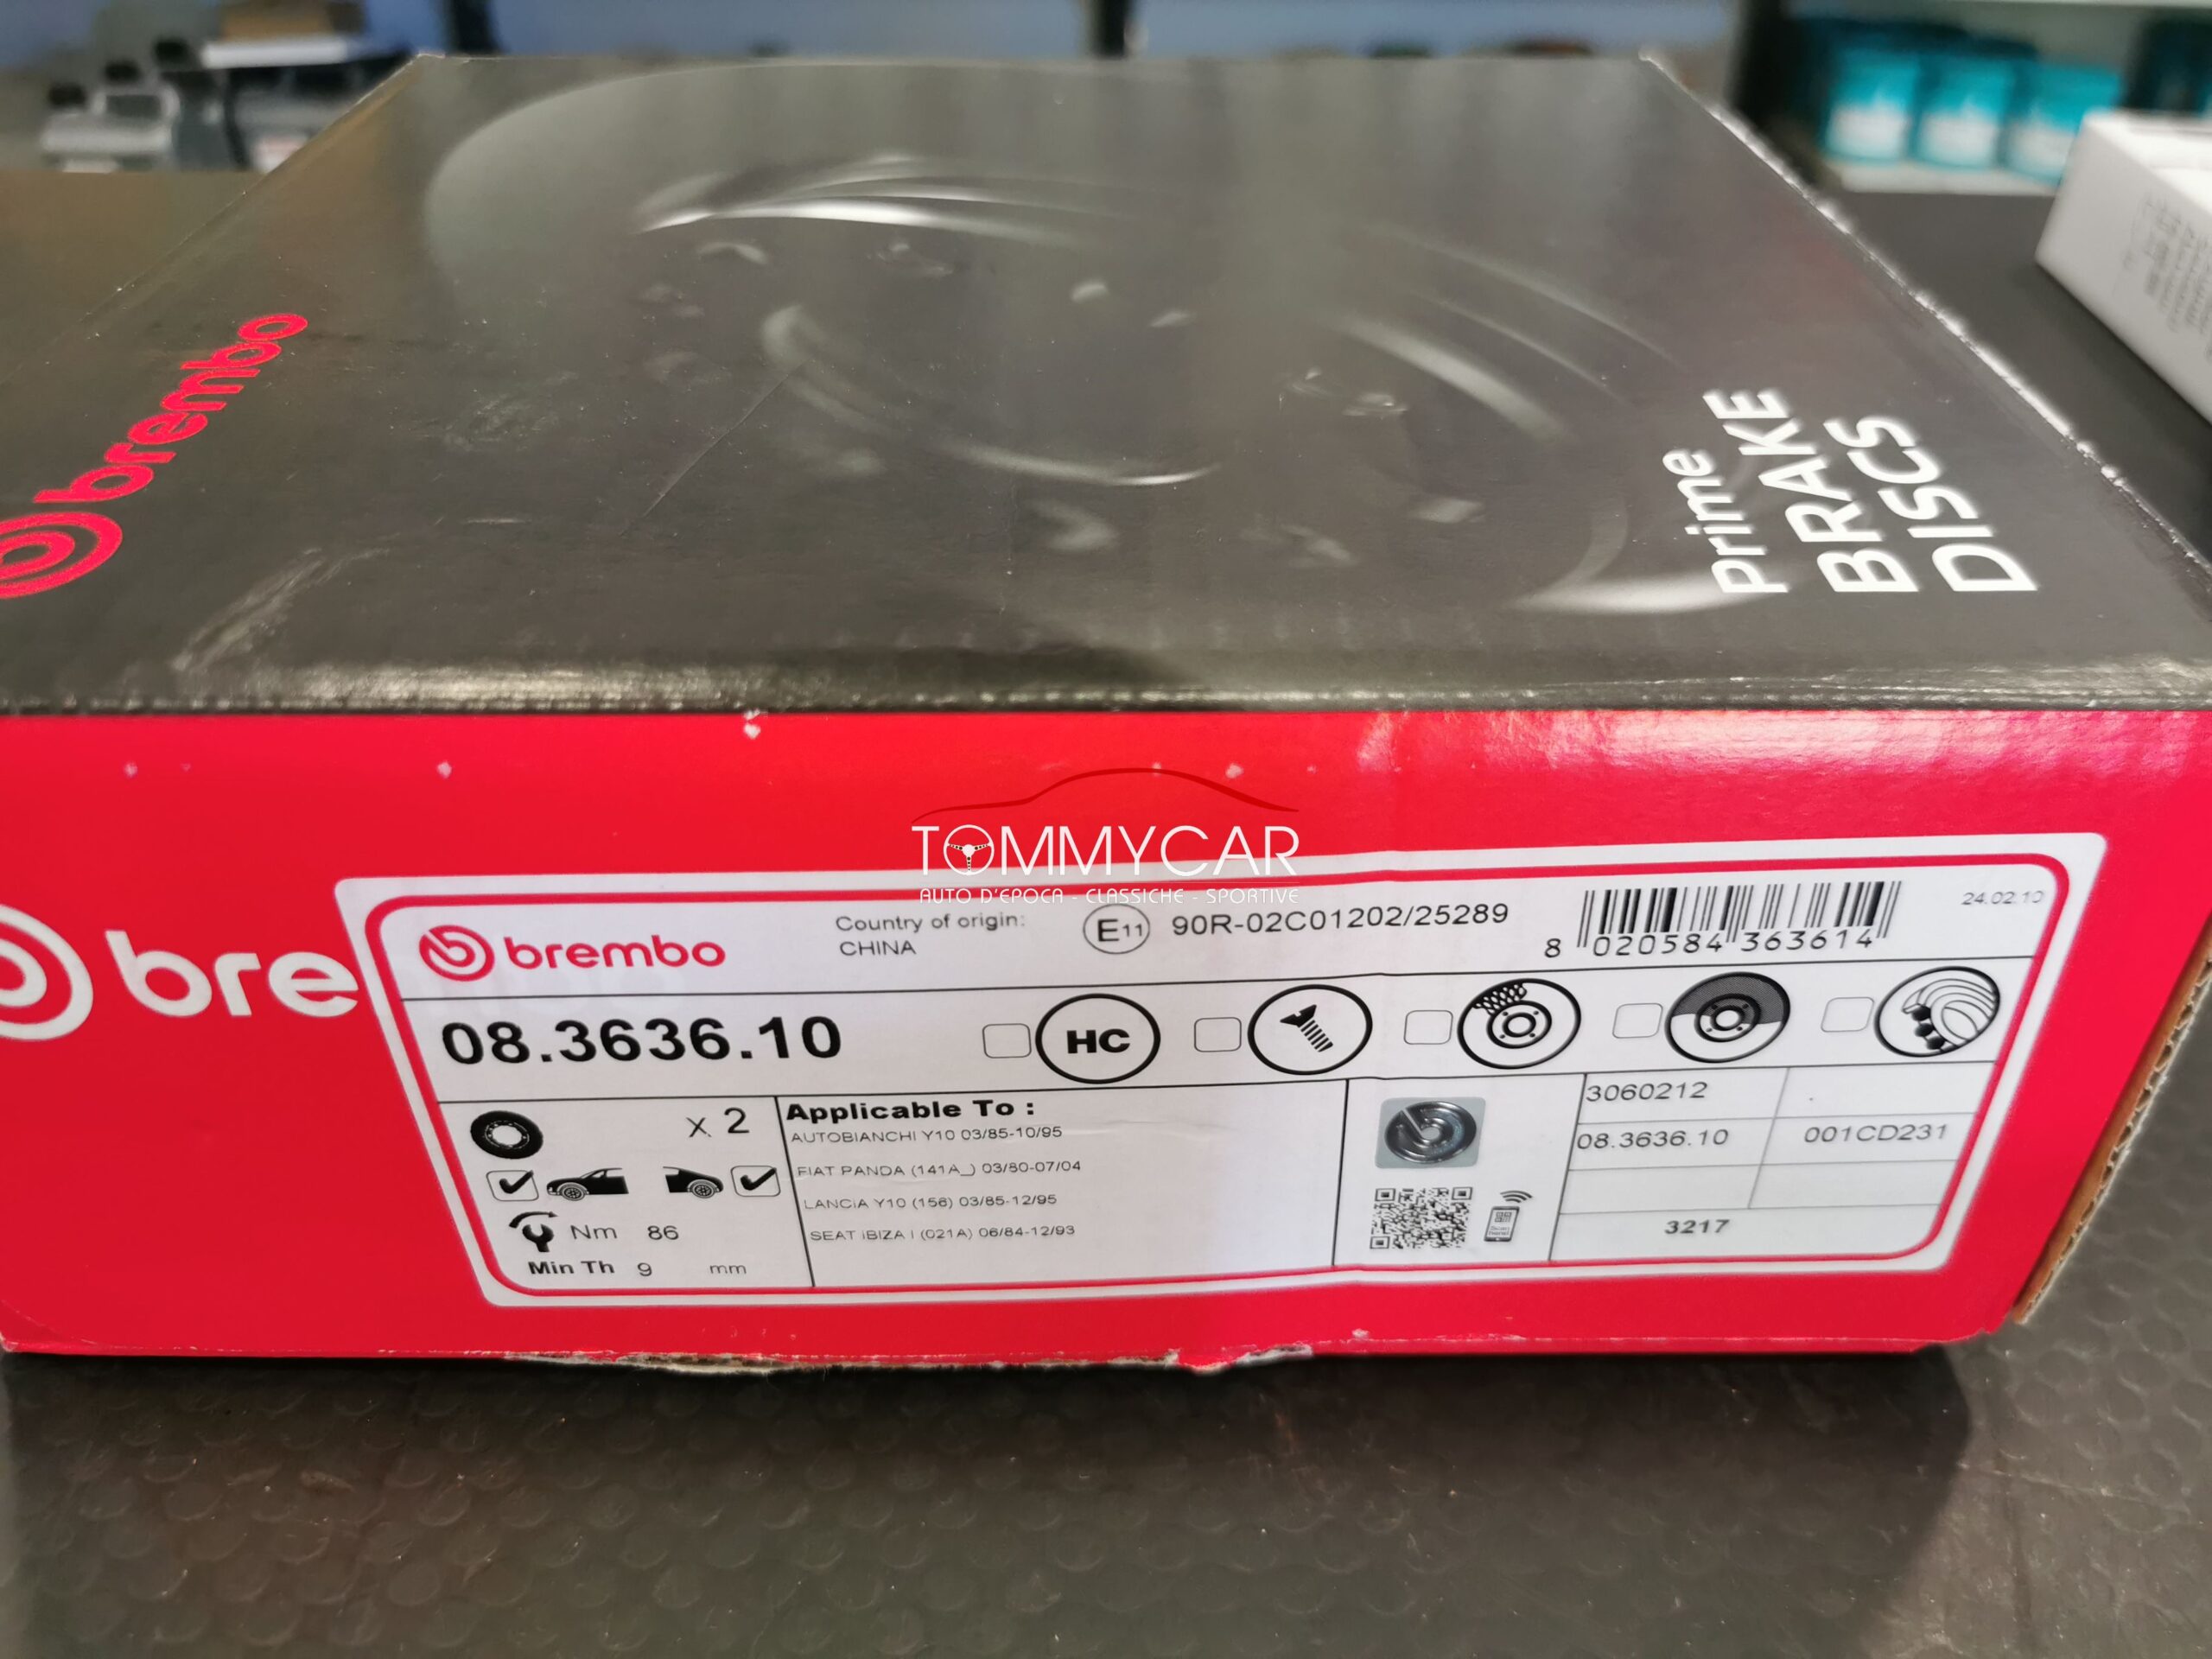 brembo
Prime
BRAKE
DISCS
TOMMYCAR
AUTO D'EPOCA - CLASSICHE - SPORTIVE
bre
brembo
Country of origin:
CHINA
E11 90R-02C01202/25289
8 020584 363614
24.02.10
08.3636.10
HC
x 2
Nm 86
Min Th 9 mm
Applicable To :
AUTOBIANCHI Y10 03/85-10/95
FIAT PANDA (141A_) 03/80-07/04
LANCIA Y10 (156) 03/85-12/95
SEAT IBIZA I (021A) 06/84-12/93
3060212 .
08.3636.10 001CD231
3217